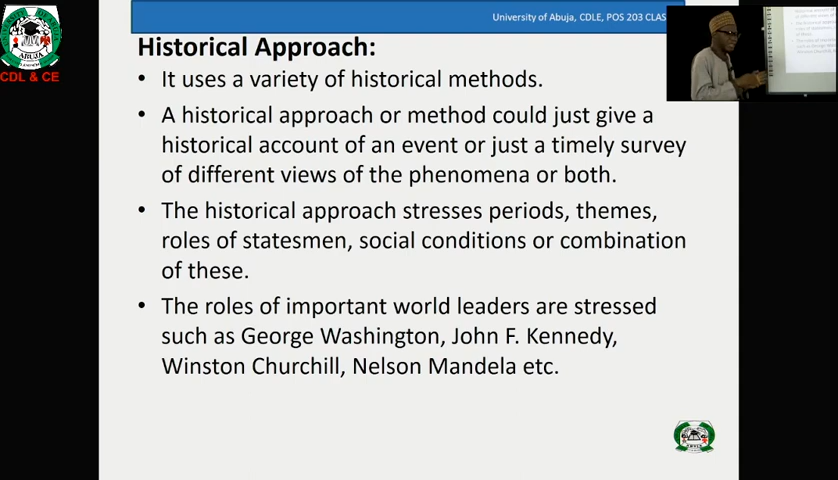 University of Abuja, CDLE, POS 203 CLAS
Historical Approach:
• It uses a variety of historical methods.
• A historical approach or method could just give a
historical account of an event or just a timely survey
of different views of the phenomena or both.
• The historical approach stresses periods, themes,
roles of statesmen, social conditions or combination
of these.
• The roles of important world leaders are stressed
such as George Washington, John F. Kennedy,
Winston Churchill, Nelson Mandela etc.
ABUJA
CDL & CE